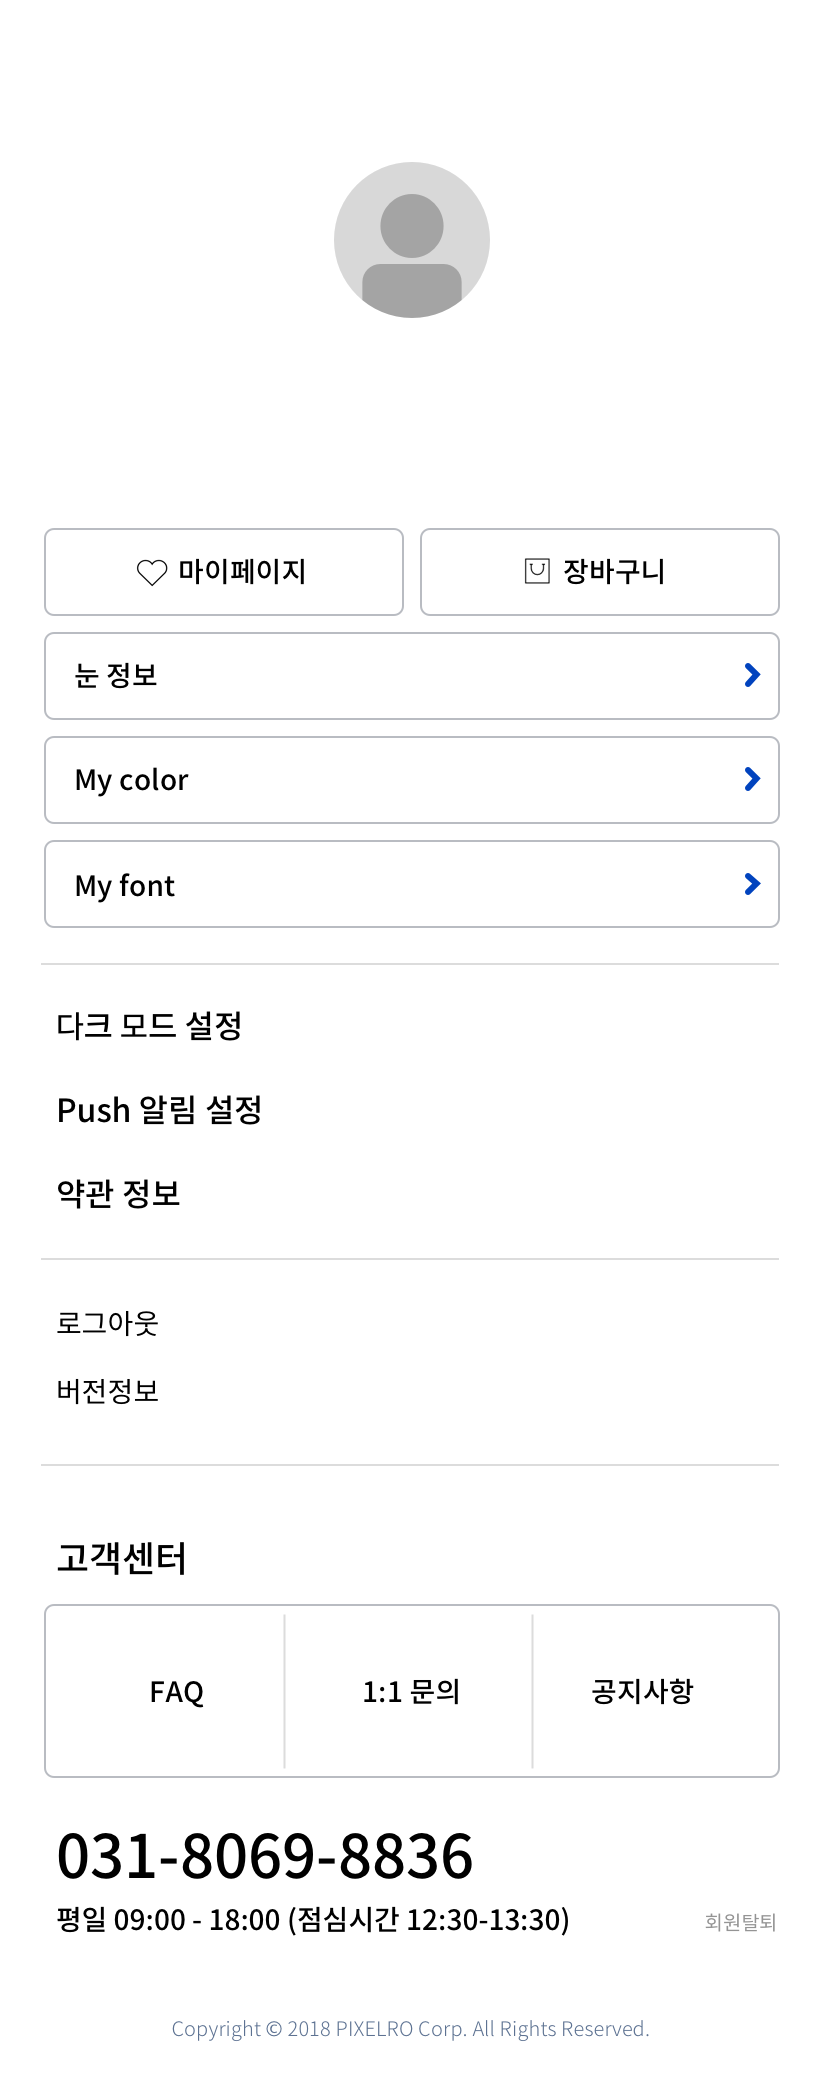 마이페이지
장바구니
눈 정보
My color
My font
다크 모드 설정
Push 알림 설정
약관 정보
로그아웃
버전정보
고객센터
FAQ
1:1 문의
공지사항
031-8069-8836
평일 09:00 - 18:00 (점심시간 12:30-13:30)
회원탈퇴
Copyright © 2018 PIXELRO Corp. All Rights Reserved.